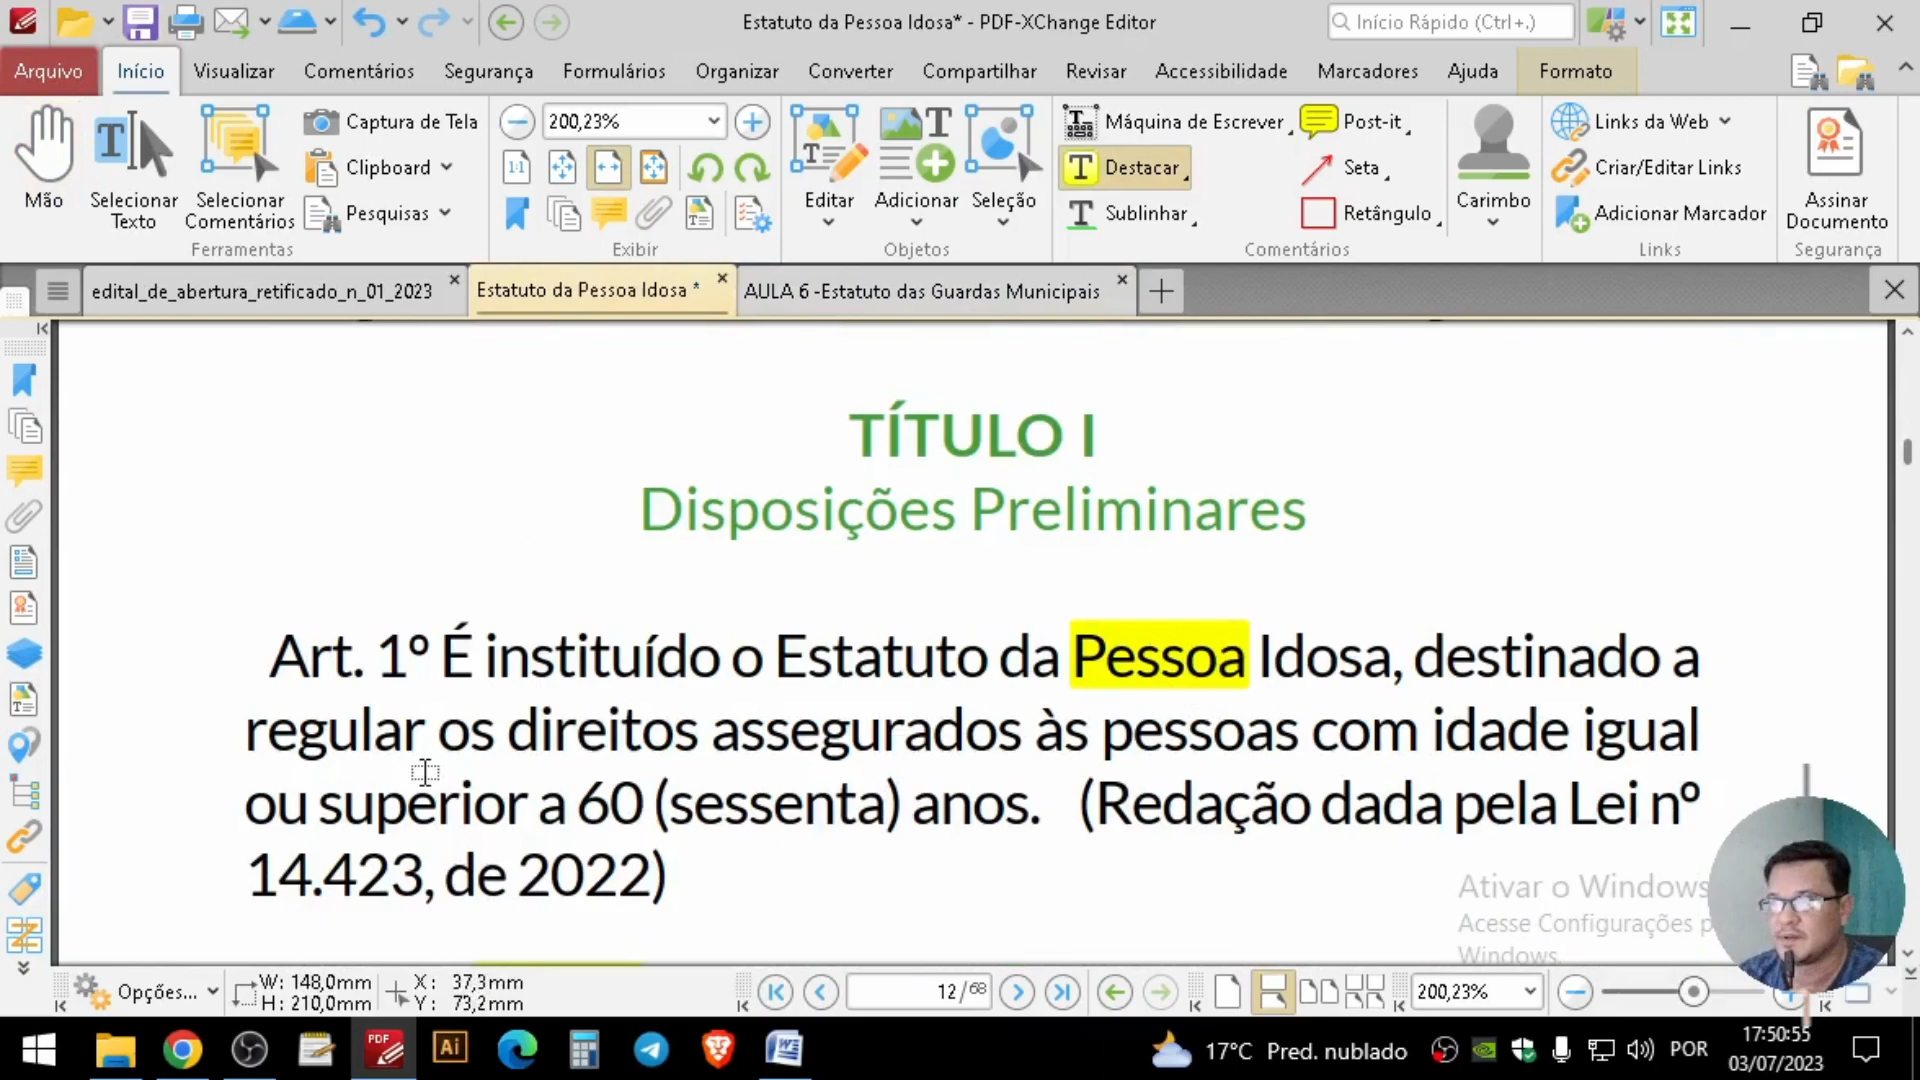 Estatuto da Pessoa Idosa* - PDF-XChange Editor
Início Rápido (Ctrl+.)
Arquivo Início Visualizar Comentários Segurança Formulários Organizar Converter Compartilhar Revisar Accessibilidade Marcadores Ajuda Formato
Mão
Selecionar Texto
Selecionar Comentários
Captura de Tela
Clipboard
Pesquisas
Ferramentas
200,23%
1:1
Exibir
Editar
Adicionar
Seleção
Objetos
Máquina de Escrever
Destacar
Sublinhar
Post-it
Seta
Retângulo
Comentários
Carimbo
Links da Web
Criar/Editar Links
Adicionar Marcador
Links
Assinar Documento
Segurança
edital_de_abertura_retificado_n_01_2023
Estatuto da Pessoa Idosa *
AULA 6 -Estatuto das Guardas Municipais
TÍTULO I
Disposições Preliminares
Art. 1º É instituído o Estatuto da Pessoa Idosa, destinado a
regular os direitos assegurados às pessoas com idade igual
ou superior a 60 (sessenta) anos. (Redação dada pela Lei nº
14.423, de 2022)
Ativar o Windows
Acesse Configurações p
Windows.
Opções...
W: 148,0mm
H: 210,0mm
X: 37,3mm
Y: 73,2mm
12/68
200,23%
PDF
Ai
17°C Pred. nublado
POR
17:50:55
03/07/2023